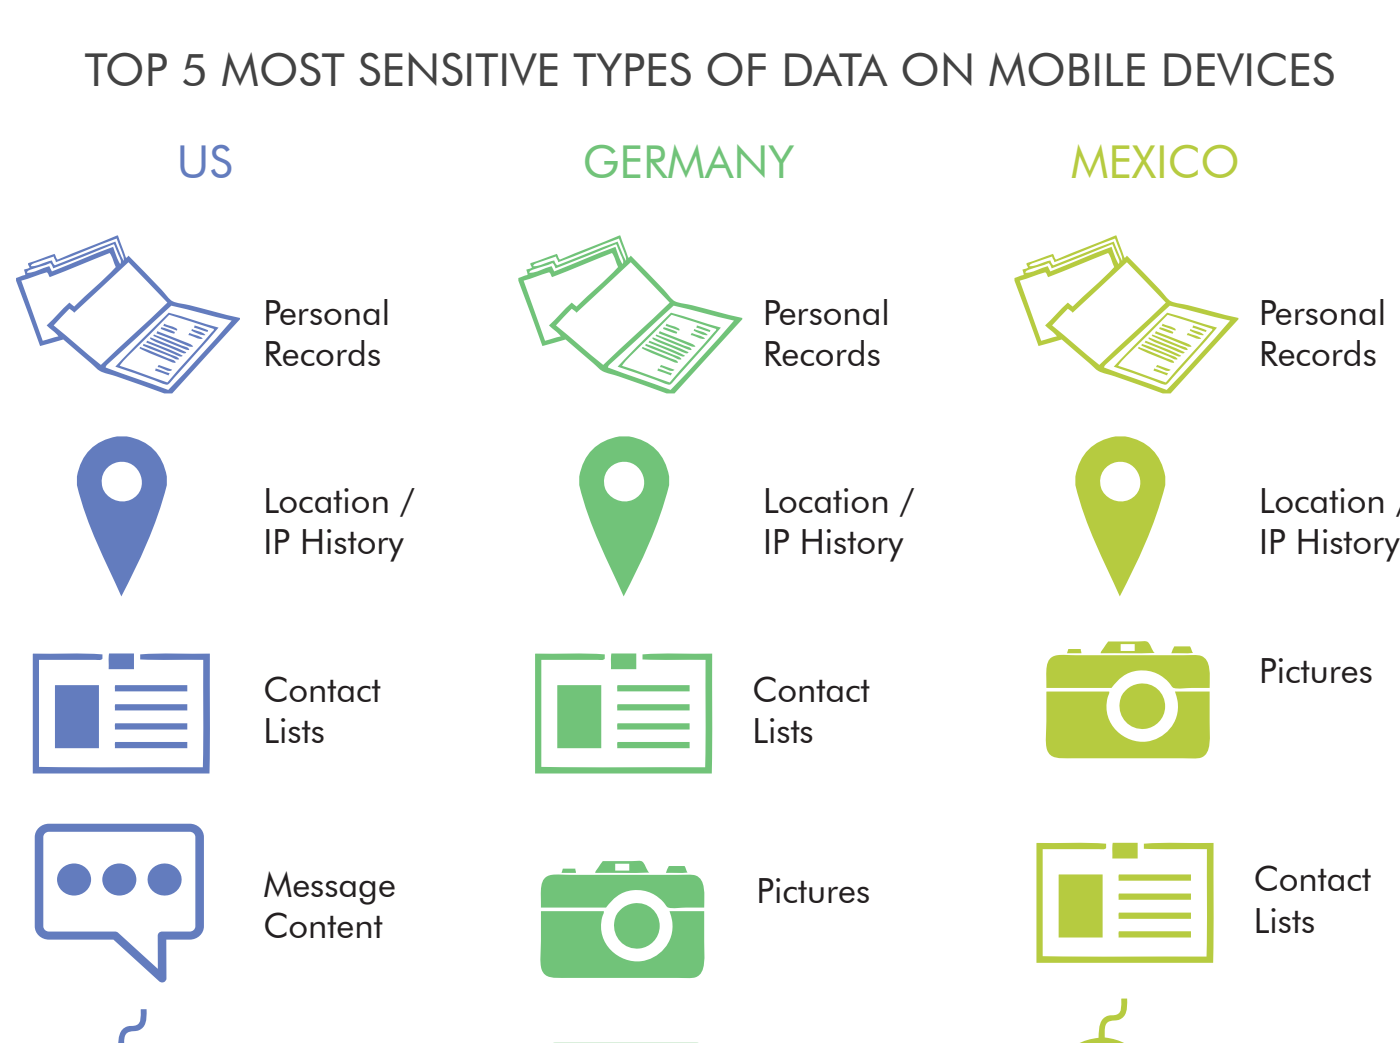 TOP 5 MOST SENSITIVE TYPES OF DATA ON MOBILE DEVICES
US
GERMANY
MEXICO
Personal
Records
Personal
Records
Personal
Records
Location /
IP History
Location /
IP History
Location /
IP History
Contact
Lists
Contact
Lists
Pictures
Message
Content
Pictures
Contact
Lists